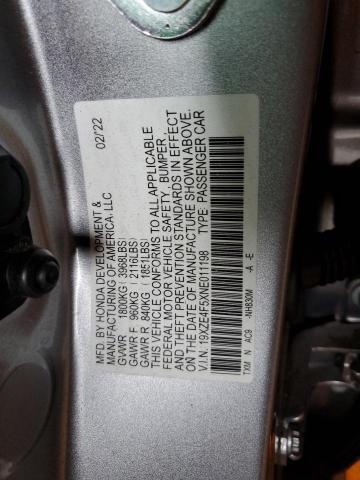 MFD. BY HONDA DEVELOPMENT & 02/22
MANUFACTURING OF AMERICA, LLC
GVWR 1800KG ( 3968LBS)
GAWR F 960KG ( 2116LBS)
GAWR R 840KG ( 1851LBS)
THIS VEHICLE CONFORMS TO ALL APPLICABLE
FEDERAL MOTOR VEHICLE SAFETY, BUMPER,
AND THEFT PREVENTION STANDARDS IN EFFECT
ON THE DATE OF MANUFACTURE SHOWN ABOVE.
V.I.N. 19XZE4F5XNE011198 TYPE: PASSENGER CAR
TXM N AC9 NH830M -A -E